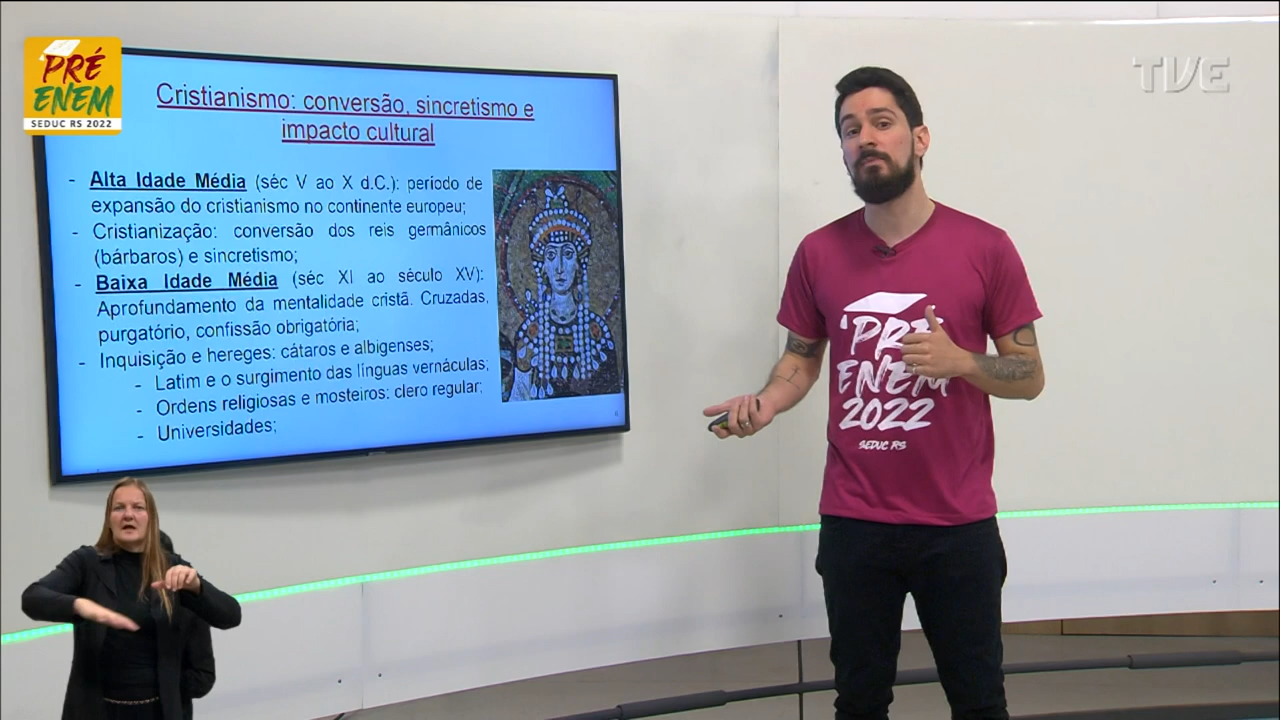 PRÉ
ENEM
SEDUC RS 2022
TVE
Cristianismo: conversão, sincretismo e
impacto cultural
- Alta Idade Média (séc V ao X d.C.): período de
expansão do cristianismo no continente europeu;
- Cristianização: conversão dos reis germânicos
(bárbaros) e sincretismo;
- Baixa Idade Média (séc XI ao século XV):
Aprofundamento da mentalidade cristã. Cruzadas,
purgatório, confissão obrigatória;
- Inquisição e hereges: cátaros e albigenses;
- Latim e o surgimento das línguas vernáculas;
- Ordens religiosas e mosteiros: clero regular;
- Universidades;
'PRÉ
ENEM
2022
SEDUC RS